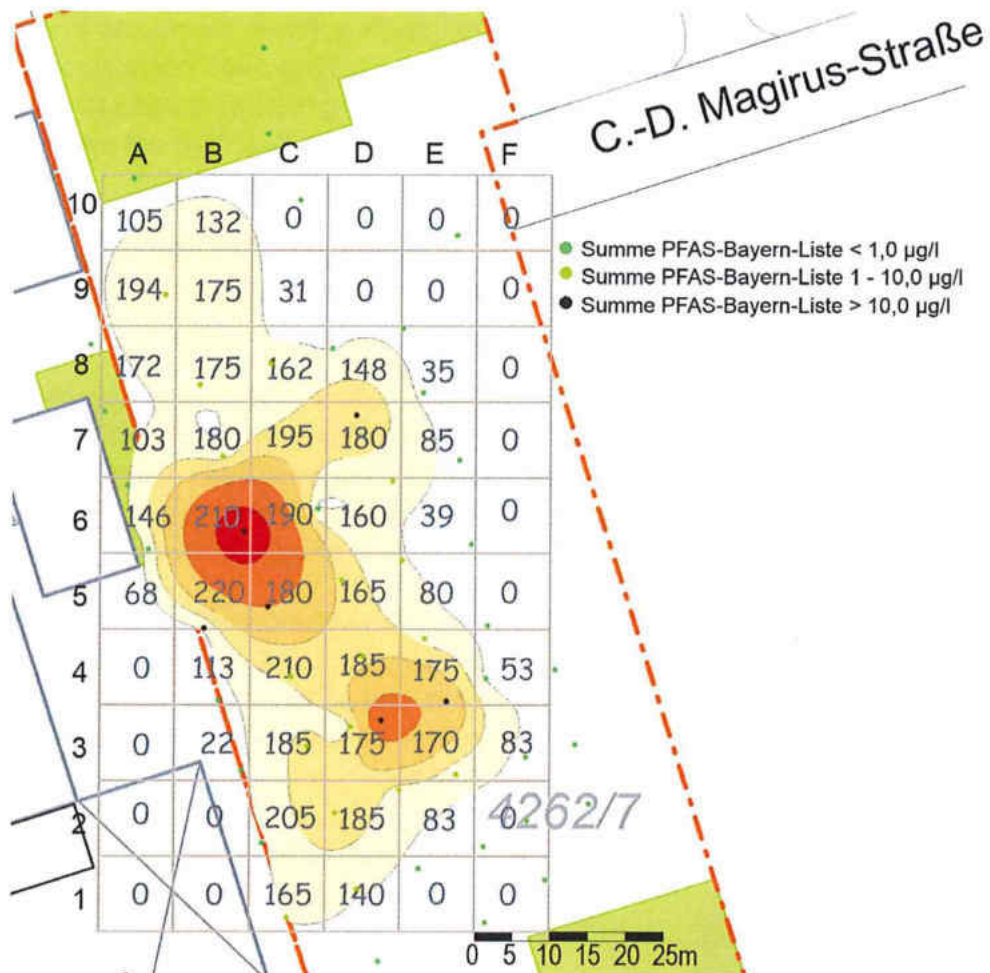 C.-D. Magirus-Straße
A B C D E F
10 105 132 0 0 0 0
9 194 175 31 0 0 0
8 172 175 162 148 35 0
7 103 180 195 180 85 0
6 146 210 190 160 39 0
5 68 220 180 165 80 0
4 0 113 210 185 175 53
3 0 22 185 175 170 83
2 0 0 205 185 83 0
1 0 0 165 140 0 0
Summe PFAS-Bayern-Liste < 1,0 µg/l
Summe PFAS-Bayern-Liste 1 - 10,0 µg/l
Summe PFAS-Bayern-Liste > 10,0 µg/l
4262/7
0 5 10 15 20 25m